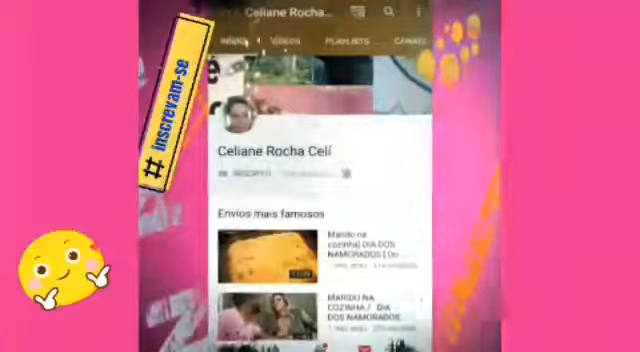 Celiane Rocha...
INÍCIO VÍDEOS PLAYLISTS CANAIS
# inscrevam-se
Celiane Rocha Celí
INSCRITO
Envios mais famosos
Marido na
cozinha| DIA DOS
NAMORADOS |
MARIDO NA
COZINHA / DIA
DOS NAMORADOS